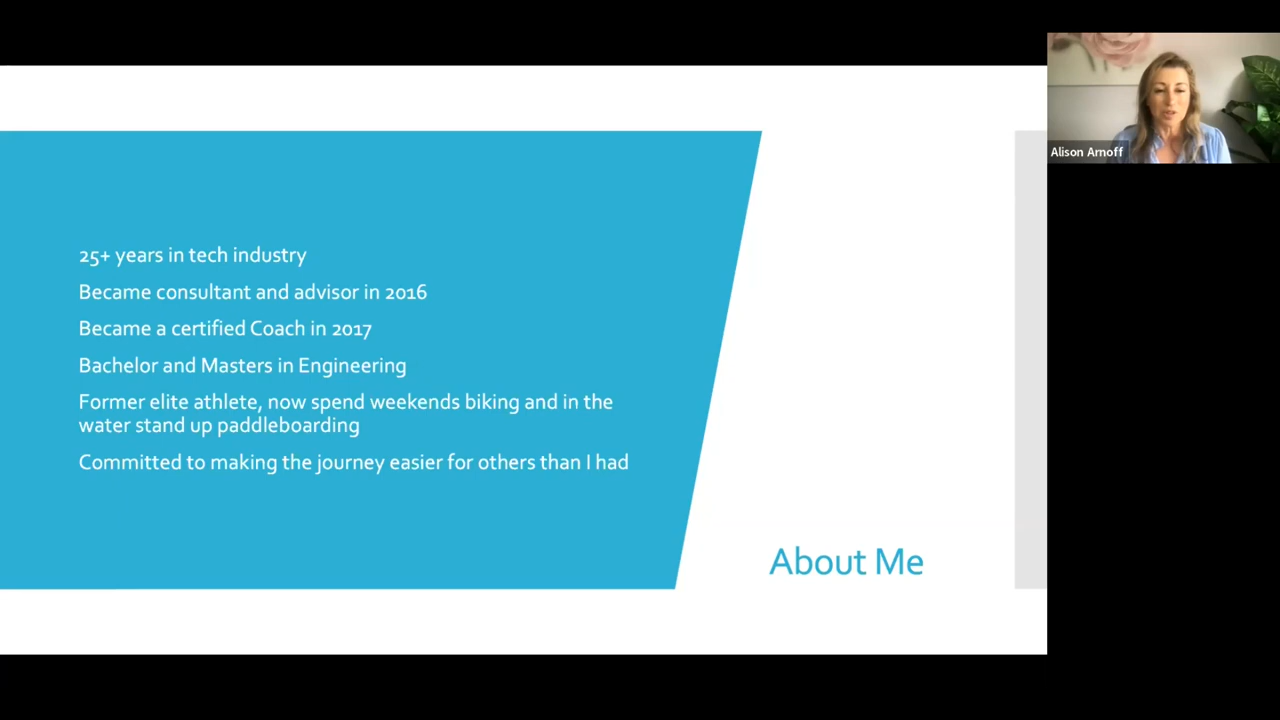 25+ years in tech industry
Became consultant and advisor in 2016
Became a certified Coach in 2017
Bachelor and Masters in Engineering
Former elite athlete, now spend weekends biking and in the
water stand up paddleboarding
Committed to making the journey easier for others than I had
About Me
Alison Arnoff